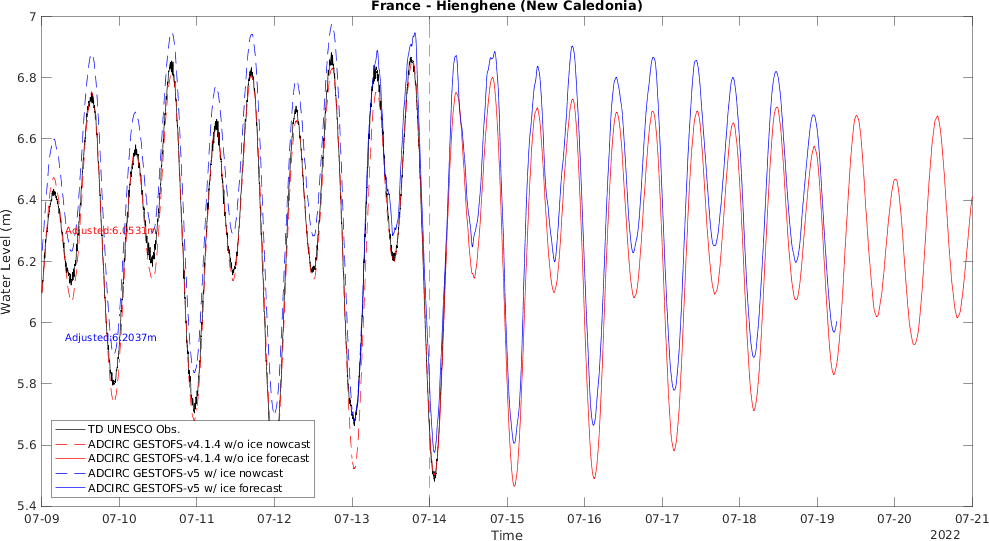 France - Hienghene (New Caledonia)
7
6.8
6.6
6.4
6.2
6
5.8
5.6
5.4
Water Level (m)
Adjusted:6.0531m
Adjusted:6.2037m
TD UNESCO Obs.
ADCIRC GESTOFS-v4.1.4 w/o ice nowcast
ADCIRC GESTOFS-v4.1.4 w/o ice forecast
ADCIRC GESTOFS-v5 w/ ice nowcast
ADCIRC GESTOFS-v5 w/ ice forecast
07-09 07-10 07-11 07-12 07-13 07-14 07-15 07-16 07-17 07-18 07-19 07-20 07-21
Time
2022